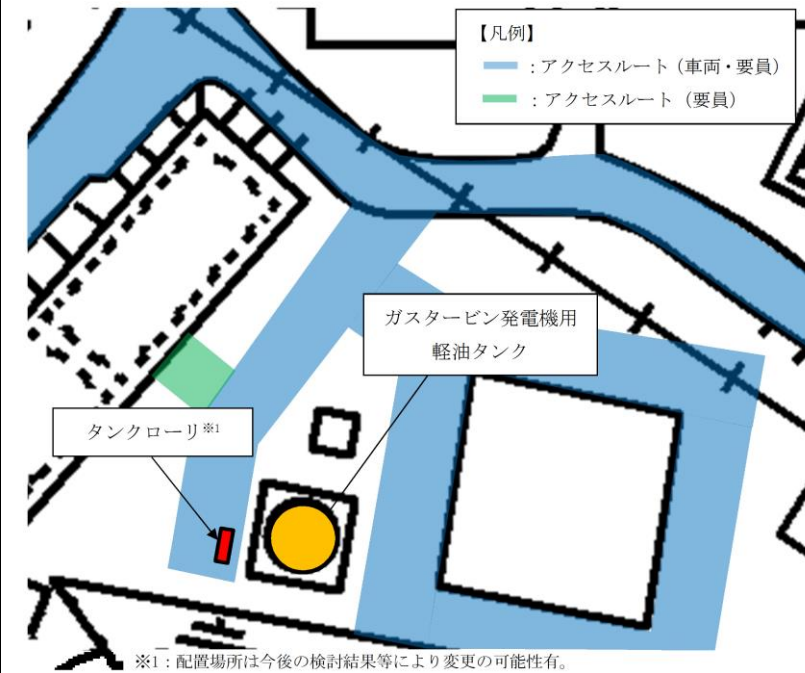 【凡例】
：アクセスルート（車両・要員）
：アクセスルート（要員）
ガスタービン発電機用
軽油タンク
タンクローリ※1
※1：配置場所は今後の検討結果等により変更の可能性有。